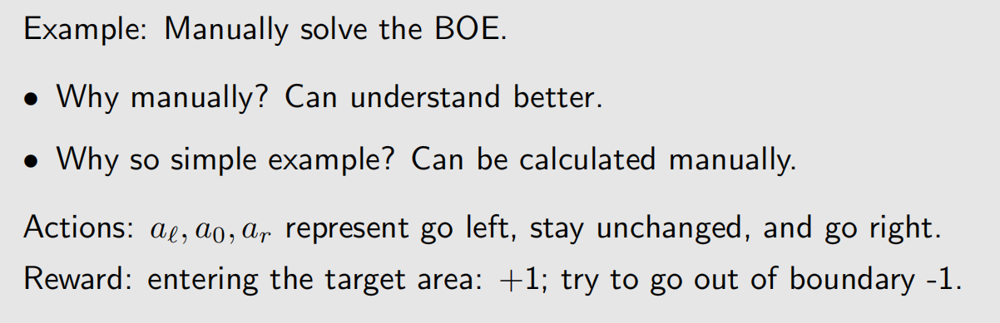 Example: Manually solve the BOE.
• Why manually? Can understand better.
• Why so simple example? Can be calculated manually.
Actions: $a_\ell, a_0, a_r$ represent go left, stay unchanged, and go right.
Reward: entering the target area: +1; try to go out of boundary -1.